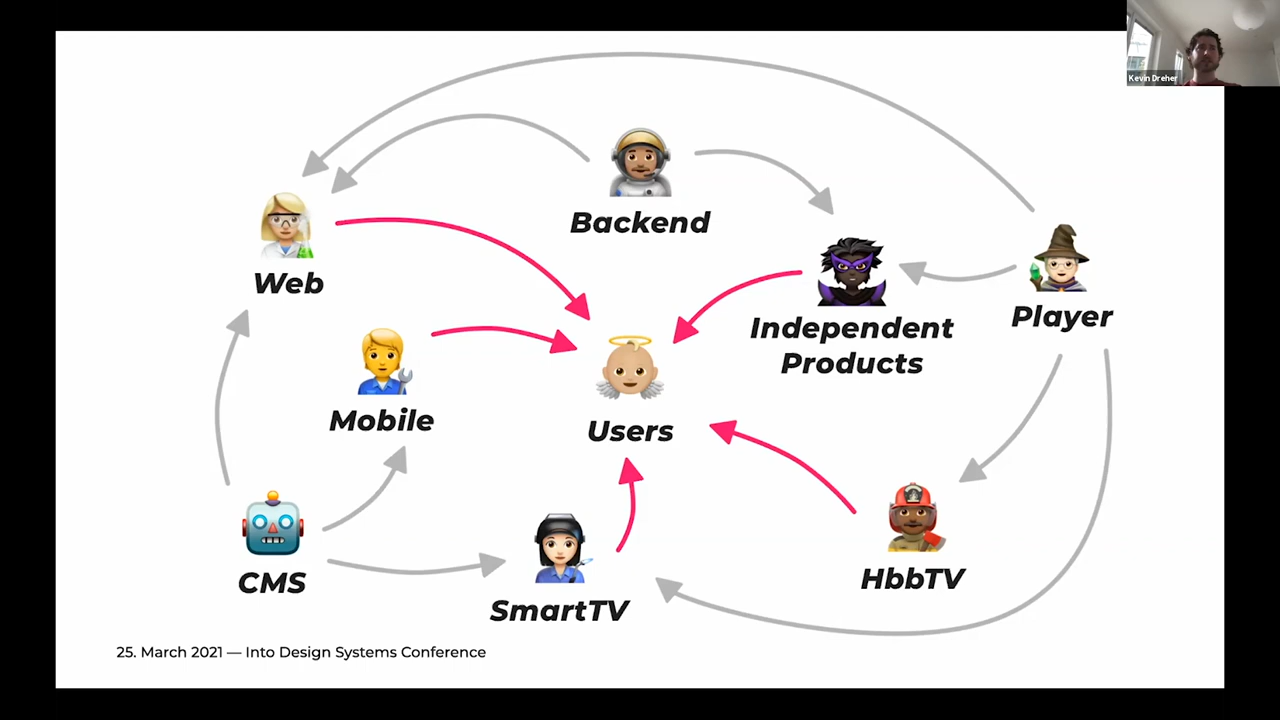 Kevin Dreher
Backend
Web
Independent
Products
Player
Mobile
Users
CMS
SmartTV
HbbTV
25. March 2021 — Into Design Systems Conference